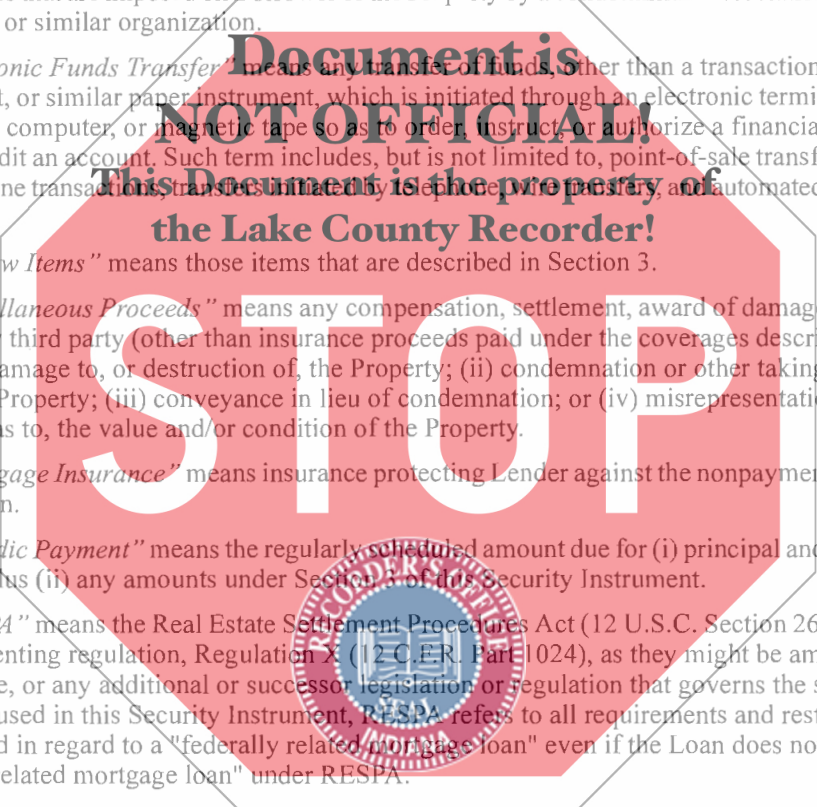 or similar organization.
Document is
onic Funds Transfer" means any transfer of funds, other than a transaction
t, or similar paper instrument, which is initiated through an electronic termi
NOT OFFICIAL!
computer, or magnetic tape so as to order, instruct, or authorize a financia
dit an account. Such term includes, but is not limited to, point-of-sale transf
This Document is the property of
ne transactions, transfers initiated by telephone, wire transfers, and automated
the Lake County Recorder!
w Items" means those items that are described in Section 3.
llaneous Proceeds" means any compensation, settlement, award of damag
third party (other than insurance proceeds paid under the coverages descri
amage to, or destruction of, the Property; (ii) condemnation or other taking
Property; (iii) conveyance in lieu of condemnation; or (iv) misrepresentati
as to, the value and/or condition of the Property.
STOP
gage Insurance" means insurance protecting Lender against the nonpaymen
n.
dic Payment" means the regularly scheduled amount due for (i) principal and
lus (ii) any amounts under Section 3 of this Security Instrument.
RECORDER'S OFFICE
A" means the Real Estate Settlement Procedures Act (12 U.S.C. Section 26
enting regulation, Regulation X (12 C.F.R. Part 1024), as they might be am
e, or any additional or successor legislation or regulation that governs the s
SEAL
used in this Security Instrument, RESPA refers to all requirements and rest
INDIANA
d in regard to a "federally related mortgage loan" even if the Loan does no
elated mortgage loan" under RESPA.